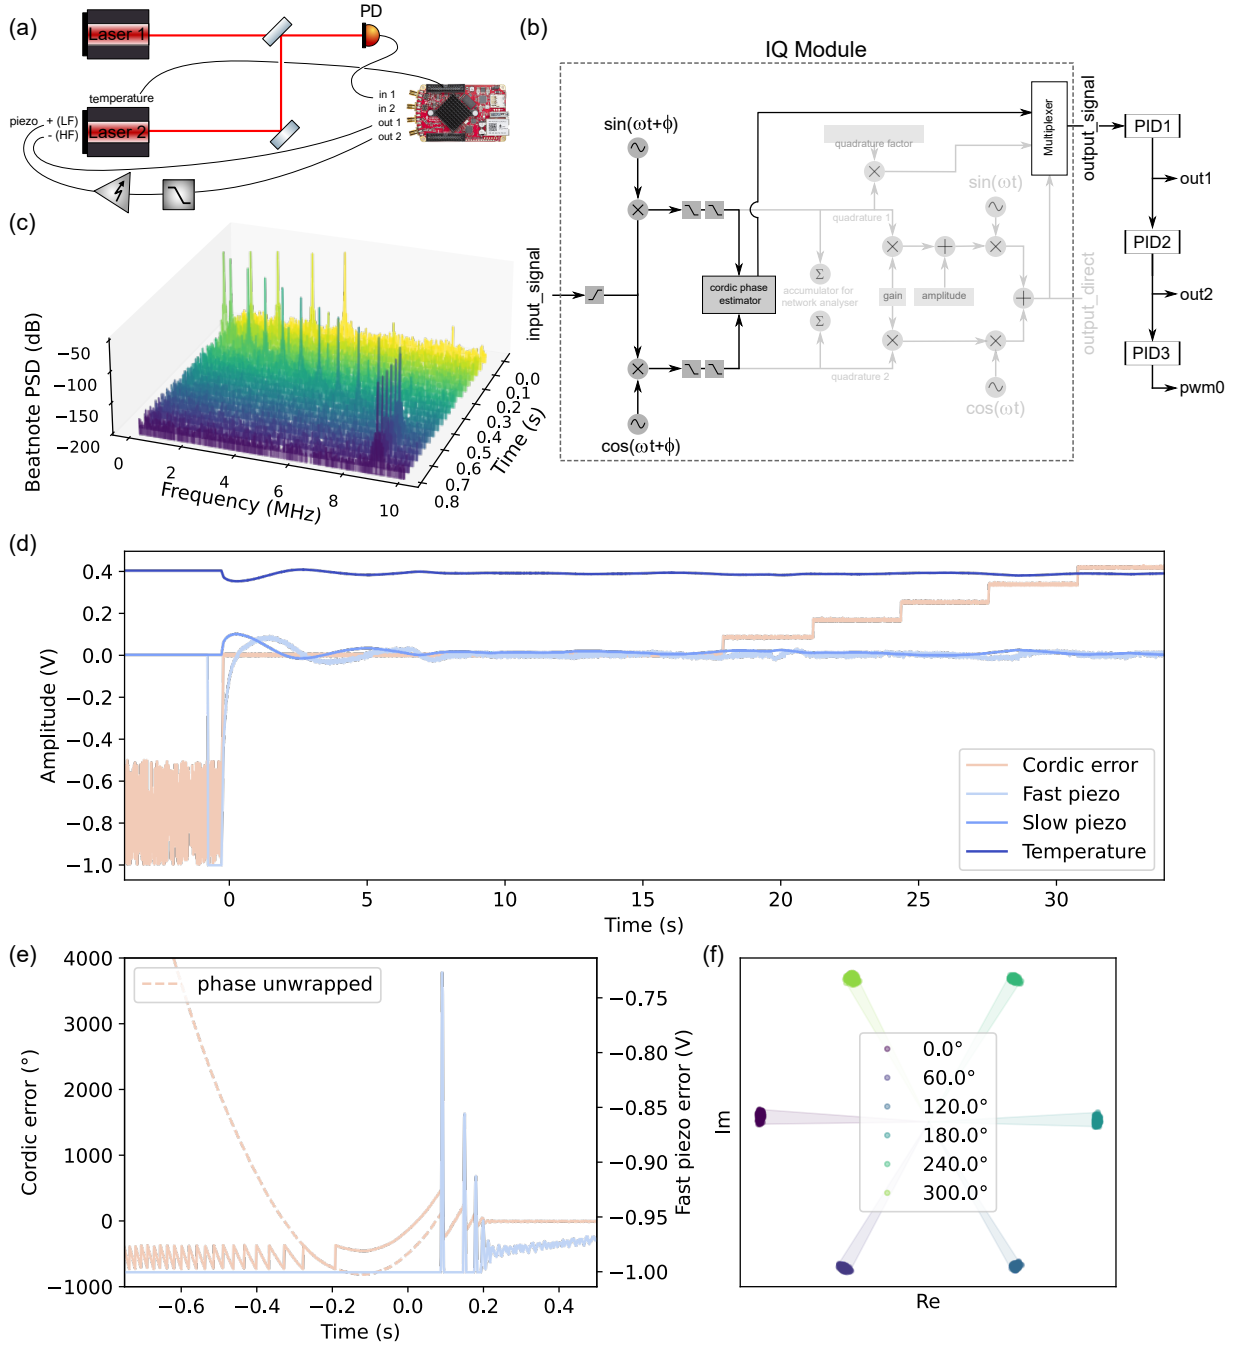 (a)
Laser 1
PD
temperature
in 1
in 2
out 1
out 2
piezo
+ (LF)
- (HF)
Laser 2
(b)
IQ Module
sin(ωt+ϕ)
quadrature factor
Multiplexer
output_signal
PID1
out1
sin(ωt)
quadrature 1
input_signal
cordic phase
estimator
Σ
accumulator for
network analyser
Σ
gain
amplitude
output_direct
PID2
out2
PID3
pwm0
quadrature 2
cos(ωt+ϕ)
cos(ωt)
(c)
Beatnote PSD (dB)
−50
−100
−150
−200
0
2
4
6
8
10
Frequency (MHz)
0.0
0.1
0.2
0.3
0.4
0.5
0.6
0.7
0.8
Time (s)
(d)
Amplitude (V)
0.4
0.2
0.0
−0.2
−0.4
−0.6
−0.8
−1.0
Cordic error
Fast piezo
Slow piezo
Temperature
0
5
10
15
20
25
30
Time (s)
(e)
Cordic error (°)
4000
3000
2000
1000
0
−1000
phase unwrapped
−0.75
−0.80
−0.85
−0.90
−0.95
−1.00
Fast piezo error (V)
−0.6
−0.4
−0.2
0.0
0.2
0.4
Time (s)
(f)
Im
0.0°
60.0°
120.0°
180.0°
240.0°
300.0°
Re